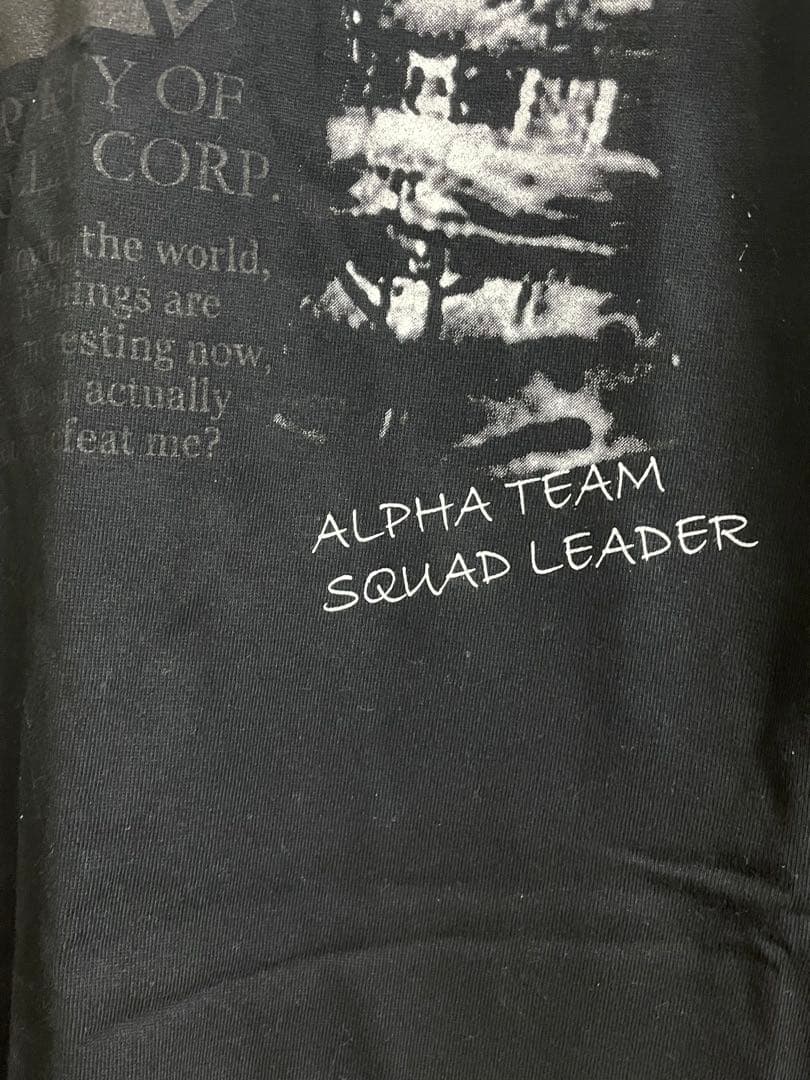 Y OF
CORP.
the world,
ings are
esting now,
actually
feat me?
ALPHA TEAM
SQUAD LEADER